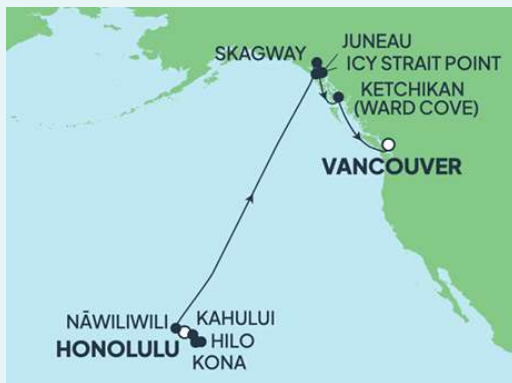 SKAGWAY
JUNEAU
ICY STRAIT POINT
KETCHIKAN
(WARD COVE)
VANCOUVER
NĀWILIWILI
KAHULUI
HONOLULU
HILO
KONA